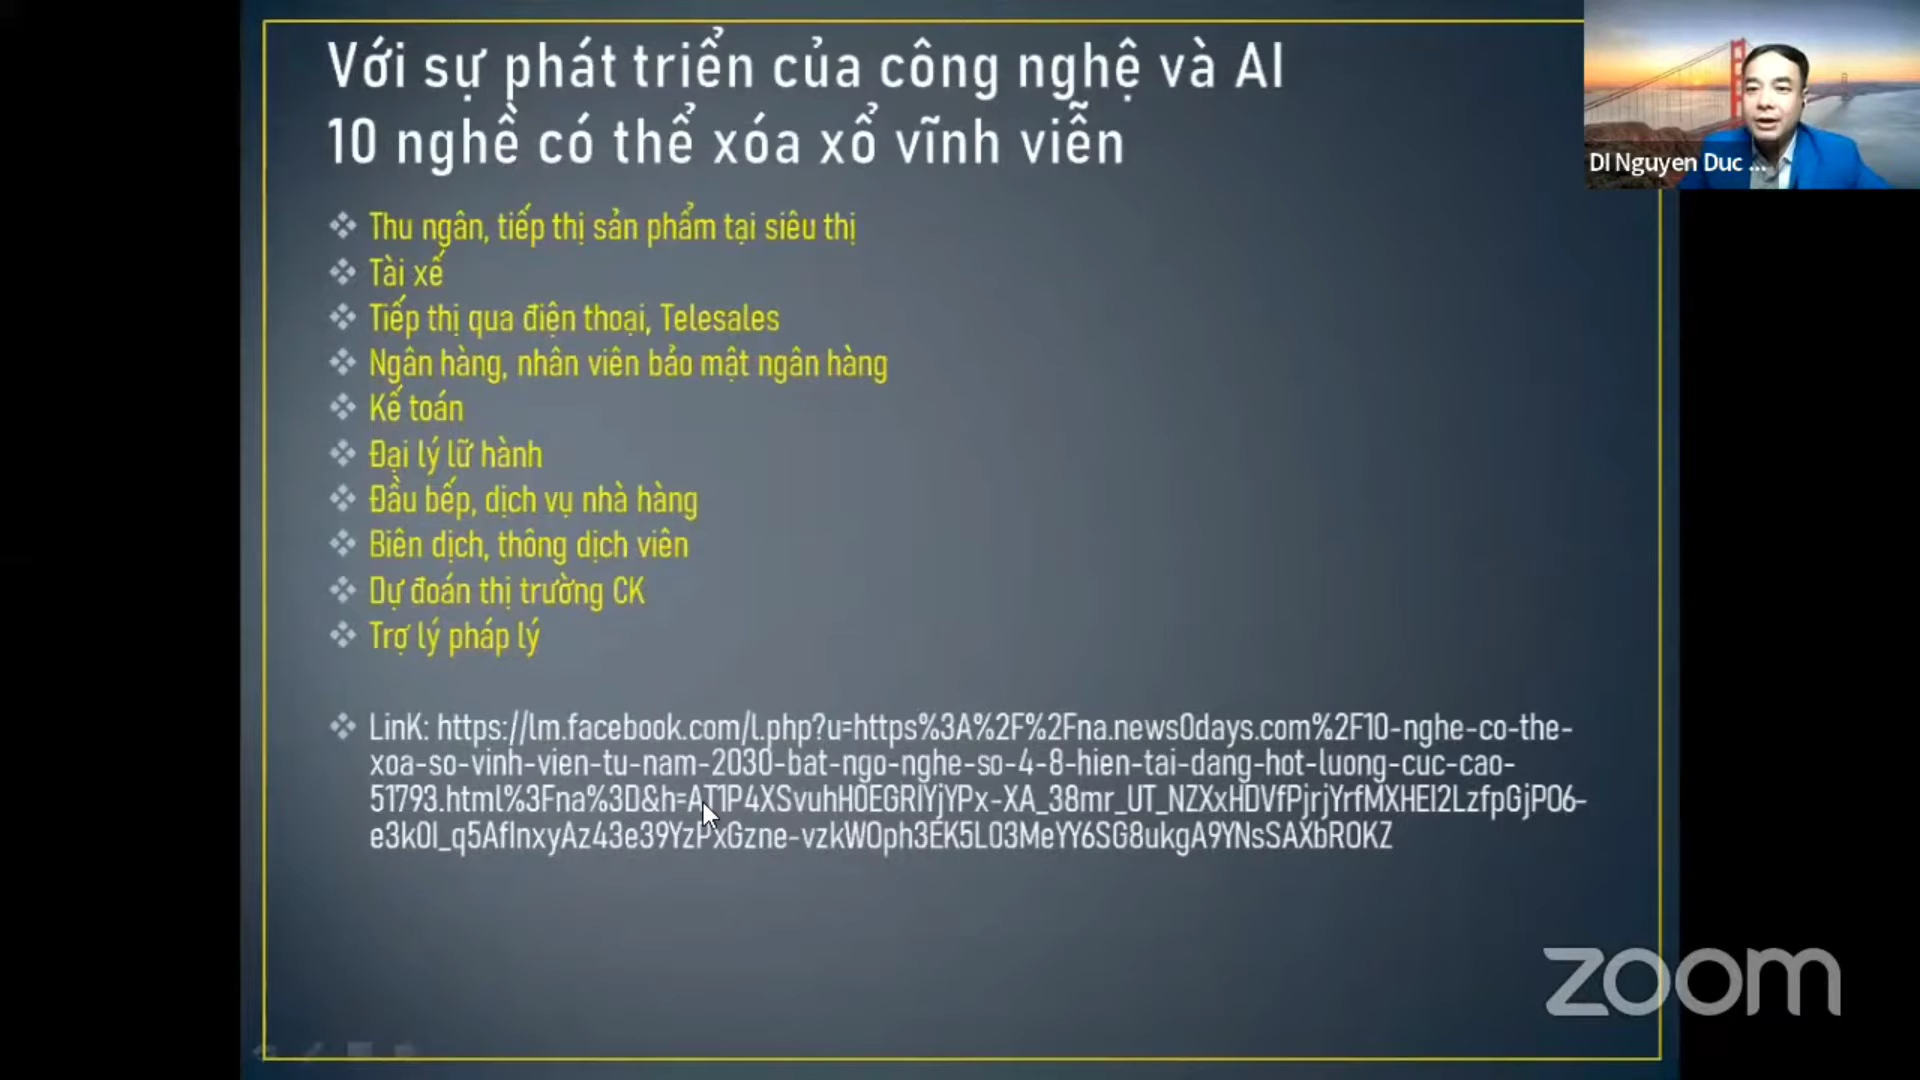 Với sự phát triển của công nghệ và AI
10 nghề có thể xóa xổ vĩnh viễn
DI Nguyen Duc ...
Thu ngân, tiếp thị sản phẩm tại siêu thị
Tài xế
Tiếp thị qua điện thoại, Telesales
Ngân hàng, nhân viên bảo mật ngân hàng
Kế toán
Đại lý lữ hành
Đầu bếp, dịch vụ nhà hàng
Biên dịch, thông dịch viên
Dự đoán thị trường CK
Trợ lý pháp lý
LinK: https://lm.facebook.com/l.php?u=https%3A%2F%2Fna.news0days.com%2F10-nghe-co-the-
xoa-so-vinh-vien-tu-nam-2030-bat-ngo-nghe-so-4-8-hien-tai-dang-hot-luong-cuc-cao-
51793.html%3Fna%3D&h=AT1P4XSvuhH0EGRIYjYPx-XA_38mr_UT_NZXxHDVfPjrjYrfMXHEI2LzfpGjPO6-
e3k0I_q5AfInxyAz43e39YzPxGzne-vzkWOph3EK5L03MeYY6SG8ukgA9YNsSAXbROKZ
zoom